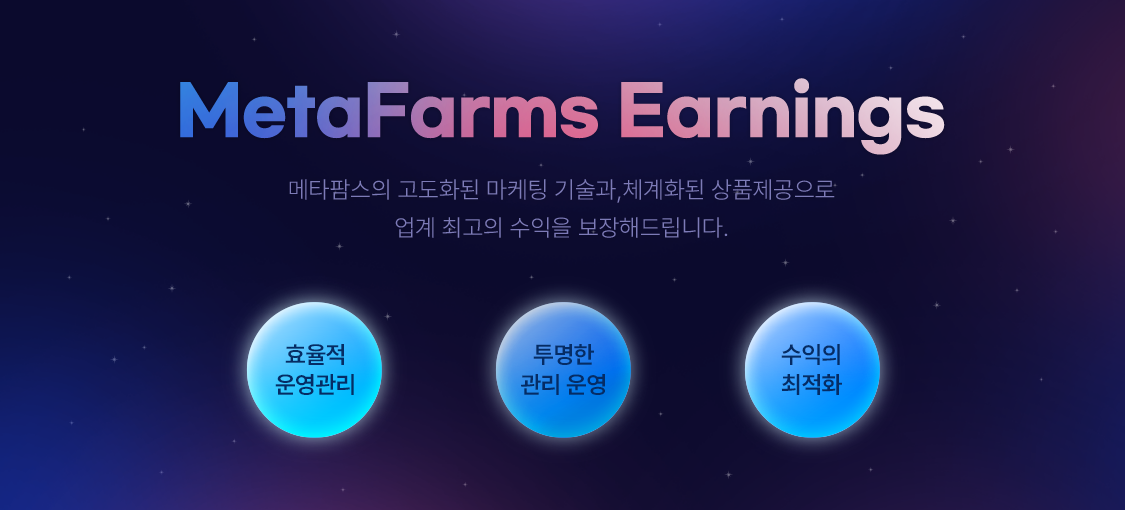 MetaFarms Earnings
메타팜스의 고도화된 마케팅 기술과,체계화된 상품제공으로
업계 최고의 수익을 보장해드립니다.
효율적
운영관리
투명한
관리 운영
수익의
최적화